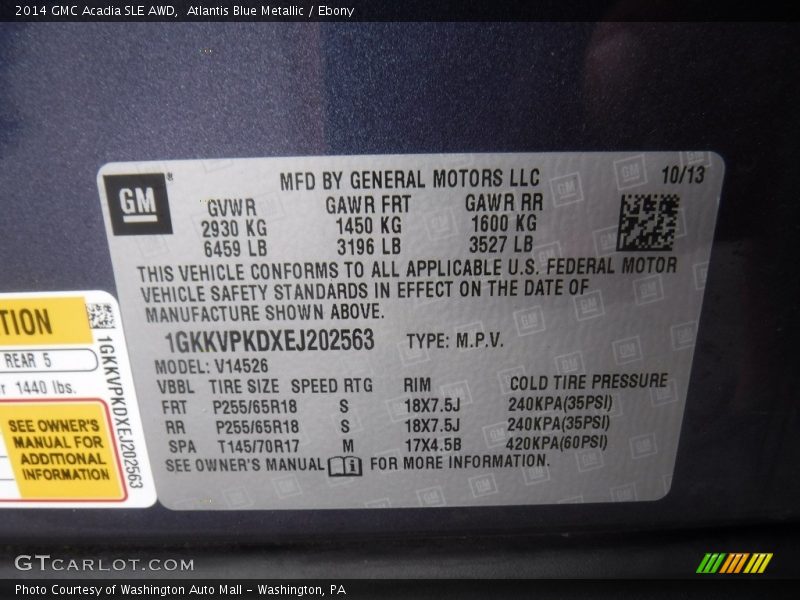 2014 GMC Acadia SLE AWD,  Atlantis Blue Metallic / Ebony
GM ®
MFD BY GENERAL MOTORS LLC
10/13
GVWR GAWR FRT GAWR RR
2930 KG 1450 KG 1600 KG
6459 LB 3196 LB 3527 LB
THIS VEHICLE CONFORMS TO ALL APPLICABLE U.S. FEDERAL MOTOR
VEHICLE SAFETY STANDARDS IN EFFECT ON THE DATE OF
MANUFACTURE SHOWN ABOVE.
1GKKVPKDXEJ202563 TYPE: M.P.V.
MODEL: V14526
VBBL TIRE SIZE SPEED RTG RIM COLD TIRE PRESSURE
FRT P255/65R18 S 18X7.5J 240KPA(35PSI)
RR P255/65R18 S 18X7.5J 240KPA(35PSI)
SPA T145/70R17 M 17X4.5B 420KPA(60PSI)
SEE OWNER'S MANUAL i FOR MORE INFORMATION.
TION
REAR 5
r 1440 lbs.
SEE OWNER'S
MANUAL FOR
ADDITIONAL
INFORMATION
1GKKVPKDXEJ202563
GTCARLOT.COM
Photo Courtesy of Washington Auto Mall - Washington, PA